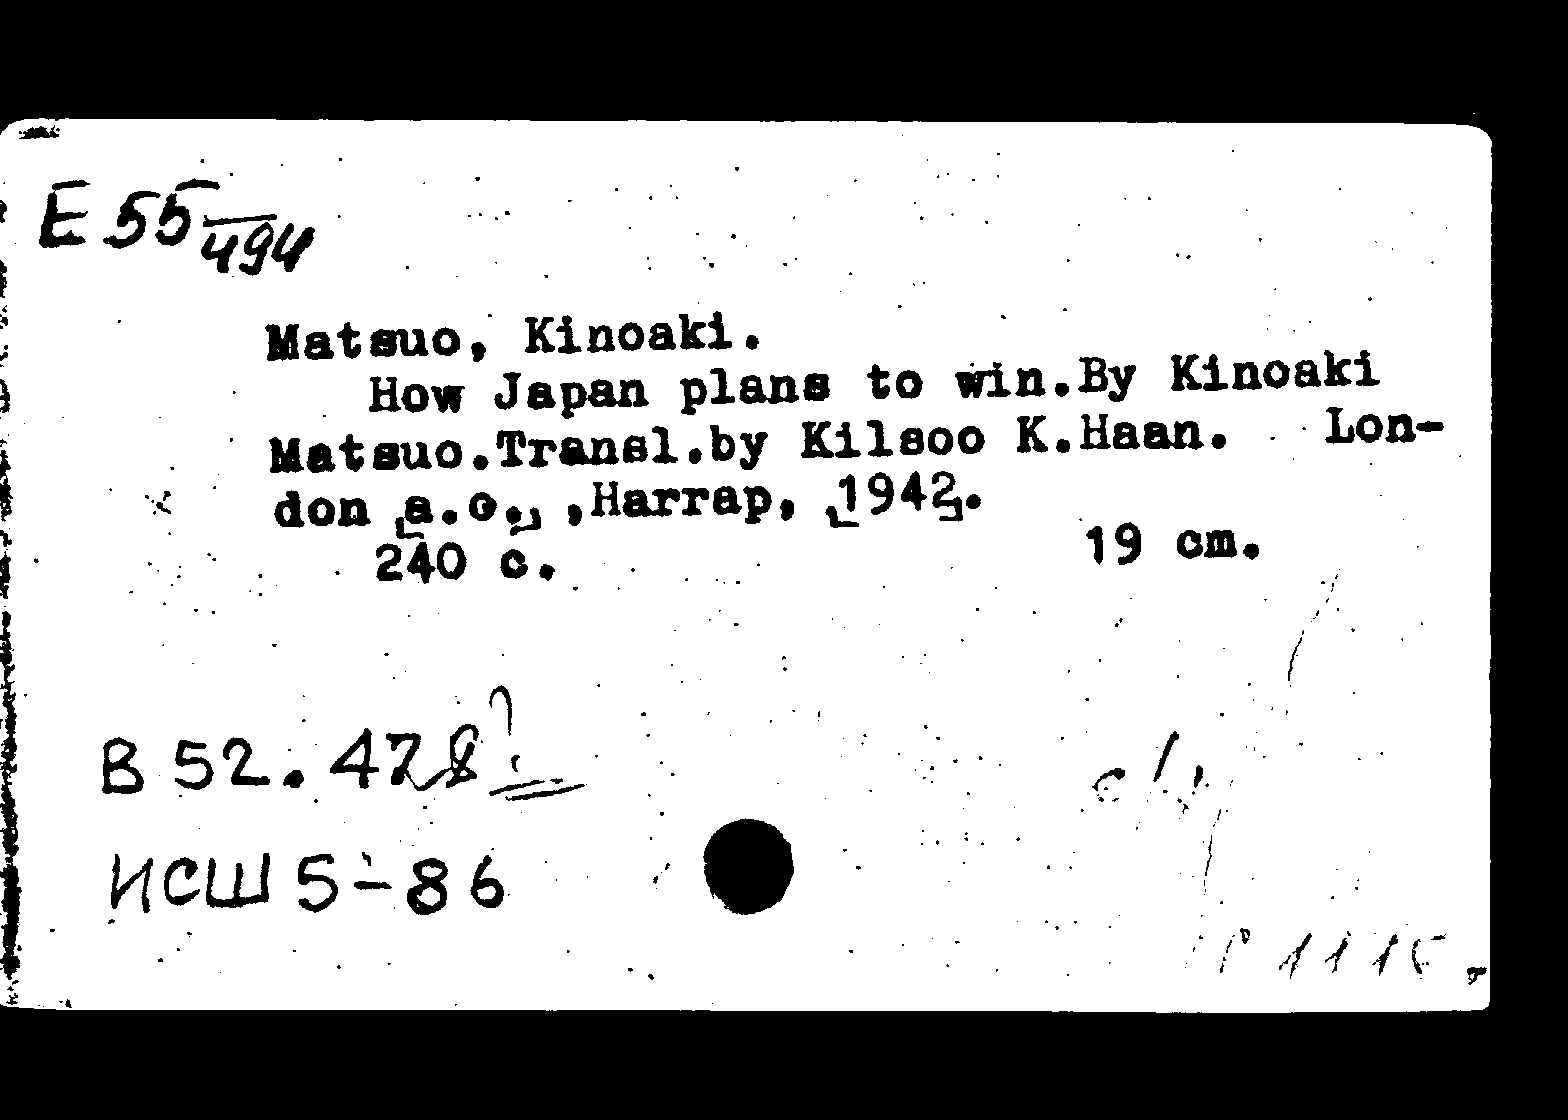 E 55/494
Matsuo, Kinoaki.
How Japan plans to win.By Kinoaki
Matsuo.Transl.by Kilsoo K.Haan. Lon-
don [a.o.] ,Harrap, [1942].
240 c. 19 cm.
В 52.428?
ИСШ 5-86